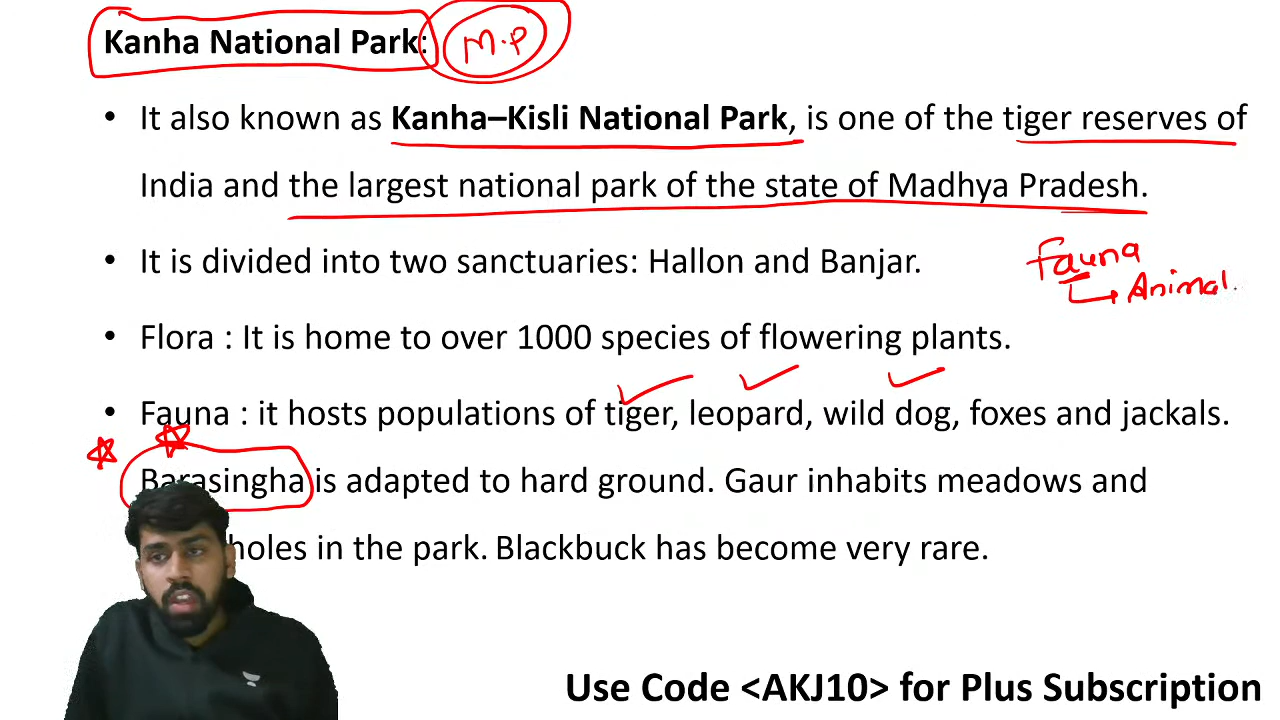 Kanha National Park: M.P
• It also known as Kanha–Kisli National Park, is one of the tiger reserves of
India and the largest national park of the state of Madhya Pradesh.
• It is divided into two sanctuaries: Hallon and Banjar.
Fauna
Animal.
• Flora : It is home to over 1000 species of flowering plants.
• Fauna : it hosts populations of tiger, leopard, wild dog, foxes and jackals.
Barasingha is adapted to hard ground. Gaur inhabits meadows and
holes in the park. Blackbuck has become very rare.
Use Code <AKJ10> for Plus Subscription